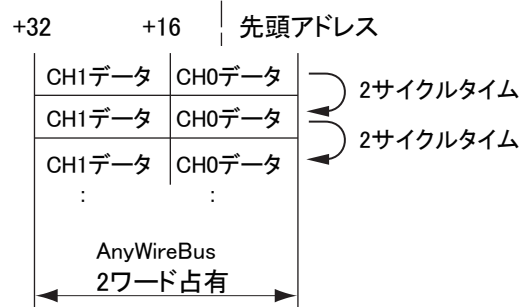 +32 +16 先頭アドレス
CH1データ CH0データ
2サイクルタイム
CH1データ CH0データ
2サイクルタイム
CH1データ CH0データ
: :
AnyWireBus
2ワード占有